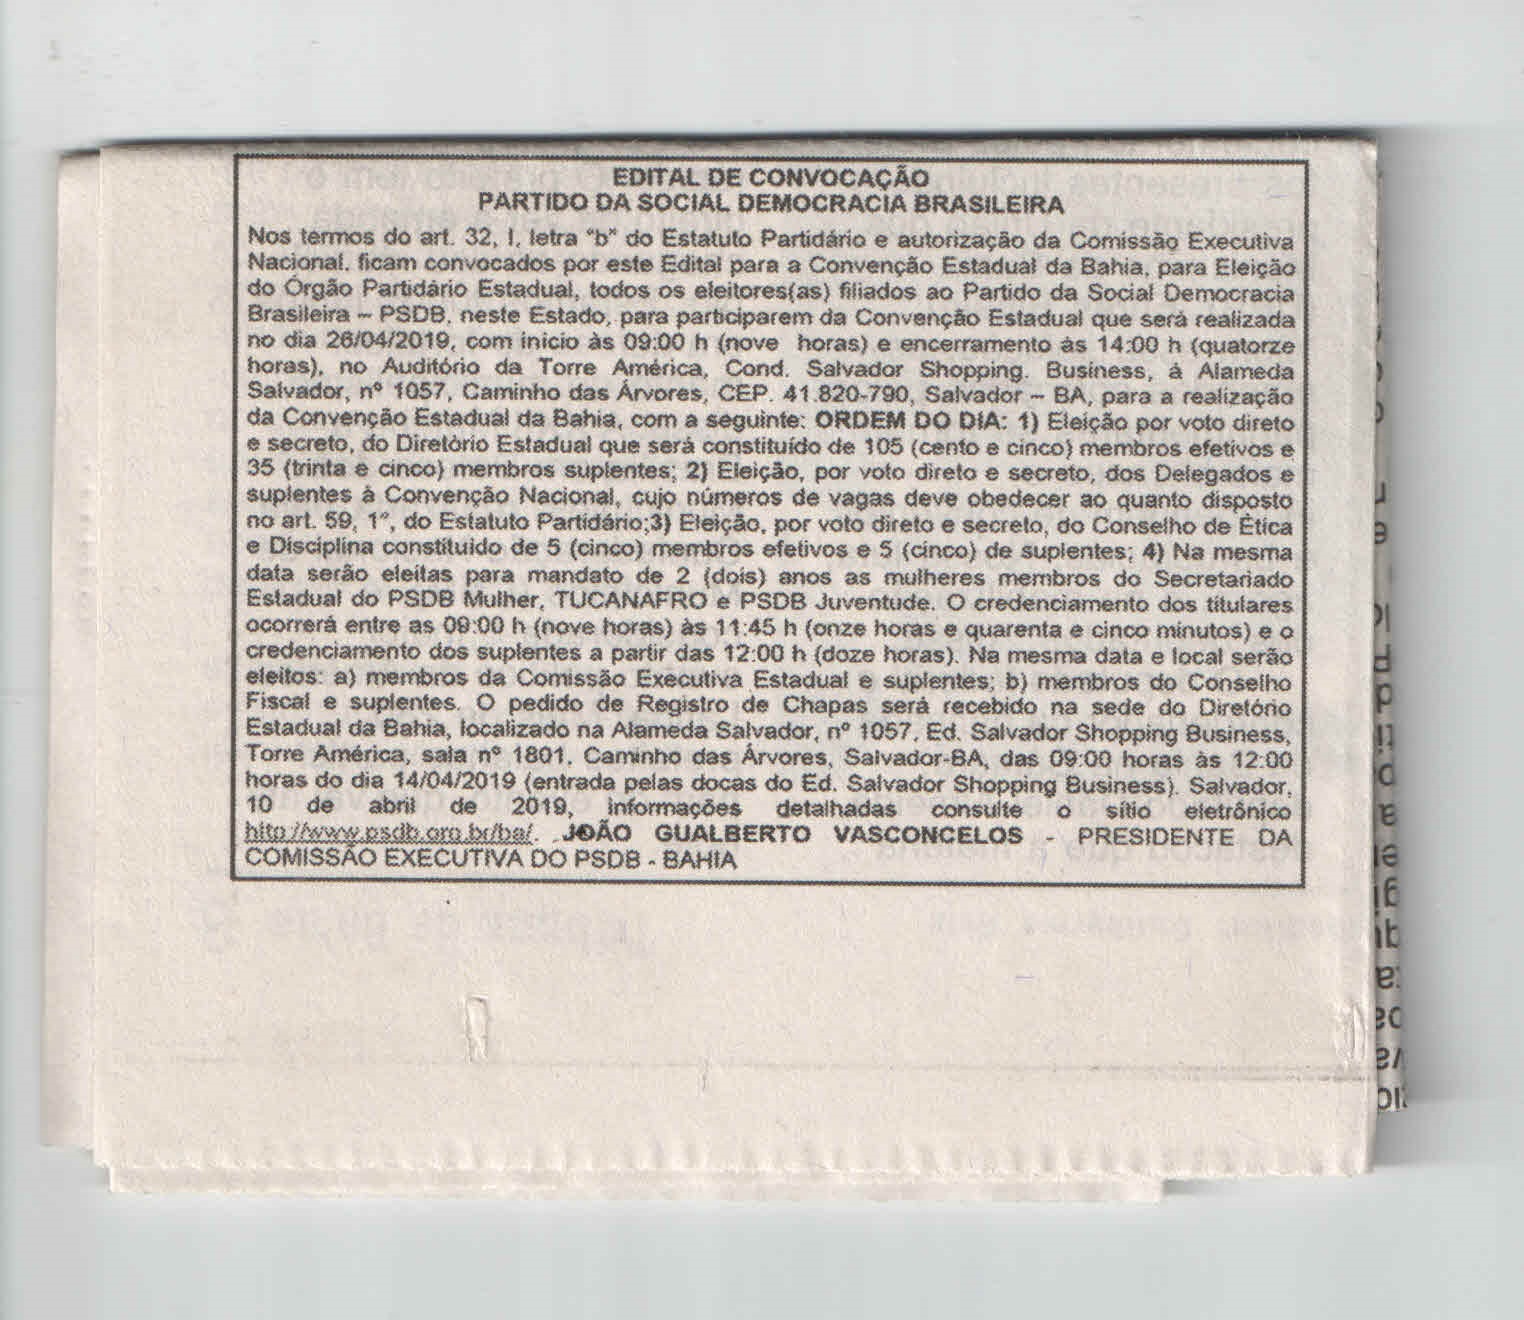 EDITAL DE CONVOCAÇÃO
PARTIDO DA SOCIAL DEMOCRACIA BRASILEIRA
Nos termos do art. 32, I, letra "b" do Estatuto Partidário e autorização da Comissão Executiva
Nacional, ficam convocados por este Edital para a Convenção Estadual da Bahia, para Eleição
do Órgão Partidário Estadual, todos os eleitores(as) filiados ao Partido da Social Democracia
Brasileira – PSDB, neste Estado, para participarem da Convenção Estadual que será realizada
no dia 26/04/2019, com início às 09:00 h (nove horas) e encerramento às 14:00 h (quatorze
horas), no Auditório da Torre América, Cond. Salvador Shopping. Business, à Alameda
Salvador, nº 1057, Caminho das Árvores, CEP. 41.820-790, Salvador – BA, para a realização
da Convenção Estadual da Bahia, com a seguinte: ORDEM DO DIA: 1) Eleição por voto direto
e secreto, do Diretório Estadual que será constituído de 105 (cento e cinco) membros efetivos e
35 (trinta e cinco) membros suplentes; 2) Eleição, por voto direto e secreto, dos Delegados e
suplentes à Convenção Nacional, cujo números de vagas deve obedecer ao quanto disposto
no art. 59, 1º, do Estatuto Partidário;3) Eleição, por voto direto e secreto, do Conselho de Ética
e Disciplina constituido de 5 (cinco) membros efetivos e 5 (cinco) de suplentes; 4) Na mesma
data serão eleitas para mandato de 2 (dois) anos as mulheres membros do Secretariado
Estadual do PSDB Mulher, TUCANAFRO e PSDB Juventude. O credenciamento dos titulares
ocorrerá entre as 09:00 h (nove horas) às 11:45 h (onze horas e quarenta e cinco minutos) e o
credenciamento dos suplentes a partir das 12:00 h (doze horas). Na mesma data e local serão
eleitos: a) membros da Comissão Executiva Estadual e suplentes; b) membros do Conselho
Fiscal e suplentes. O pedido de Registro de Chapas será recebido na sede do Diretório
Estadual da Bahia, localizado na Alameda Salvador, nº 1057, Ed. Salvador Shopping Business,
Torre América, sala nº 1801, Caminho das Árvores, Salvador-BA, das 09:00 horas às 12:00
horas do dia 14/04/2019 (entrada pelas docas do Ed. Salvador Shopping Business). Salvador,
10 de abril de 2019, informações detalhadas consulte o sítio eletrônico
http://www.psdb.org.br/ba/. JOÃO GUALBERTO VASCONCELOS - PRESIDENTE DA
COMISSÃO EXECUTIVA DO PSDB - BAHIA